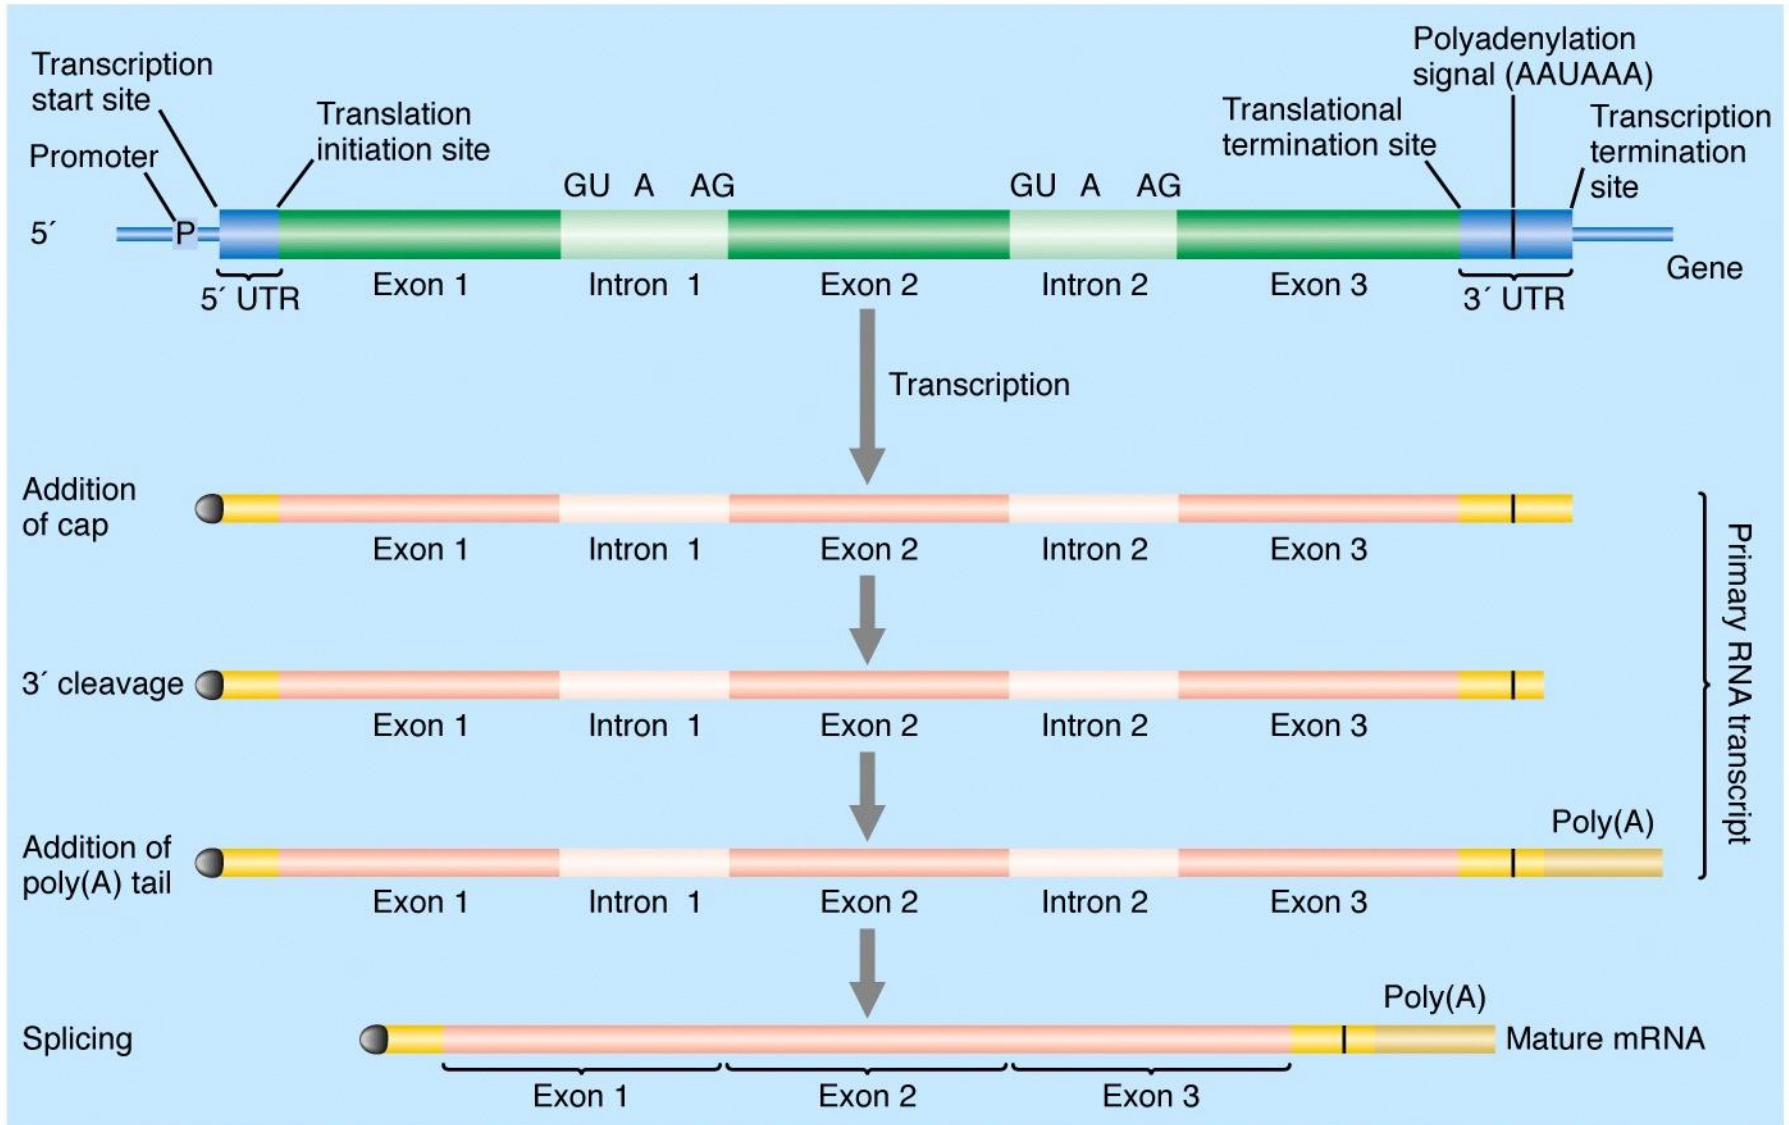 Transcription
start site
Promoter
Translation
initiation site
Polyadenylation
signal (AAUAAA)
Translational
termination site
Transcription
termination
site
GU A AG
GU A AG
5´
P
Gene
5´ UTR
Exon 1
Intron 1
Exon 2
Intron 2
Exon 3
3´ UTR
Transcription
Addition
of cap
Exon 1
Intron 1
Exon 2
Intron 2
Exon 3
3´ cleavage
Exon 1
Intron 1
Exon 2
Intron 2
Exon 3
Addition of
poly(A) tail
Poly(A)
Exon 1
Intron 1
Exon 2
Intron 2
Exon 3
Primary RNA transcript
Splicing
Poly(A)
Mature mRNA
Exon 1
Exon 2
Exon 3